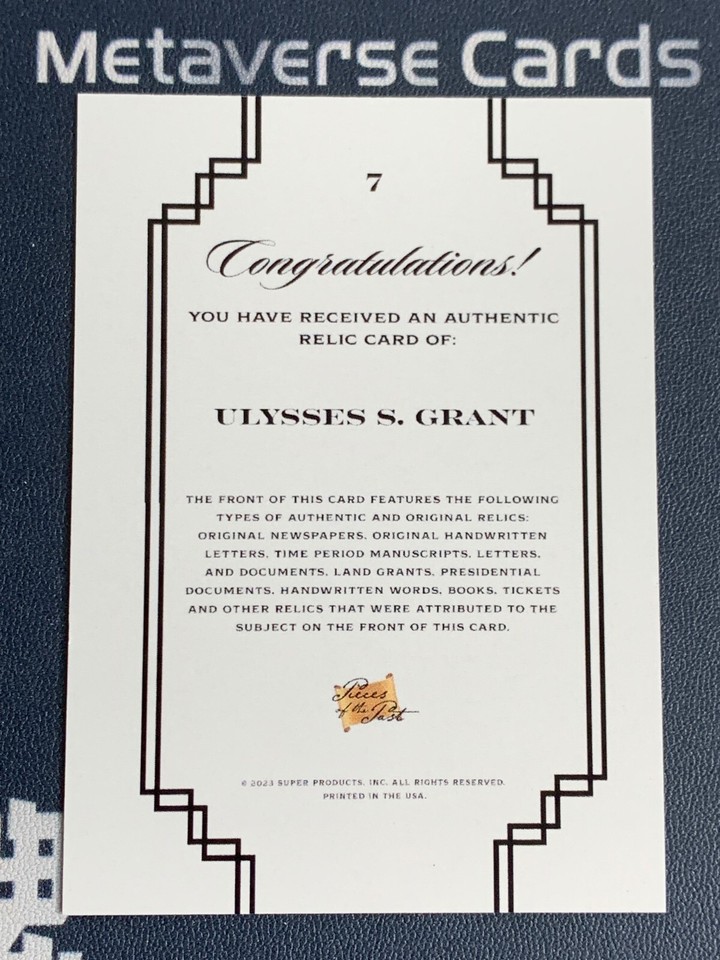 Metaverse Cards
7
Congratulations!
YOU HAVE RECEIVED AN AUTHENTIC
RELIC CARD OF:
ULYSSES S. GRANT
THE FRONT OF THIS CARD FEATURES THE FOLLOWING
TYPES OF AUTHENTIC AND ORIGINAL RELICS:
ORIGINAL NEWSPAPERS, ORIGINAL HANDWRITTEN
LETTERS, TIME PERIOD MANUSCRIPTS, LETTERS,
AND DOCUMENTS, LAND GRANTS, PRESIDENTIAL
DOCUMENTS, HANDWRITTEN WORDS, BOOKS, TICKETS
AND OTHER RELICS THAT WERE ATTRIBUTED TO THE
SUBJECT ON THE FRONT OF THIS CARD.
Pieces
of the Past
© 2023 SUPER PRODUCTS, INC. ALL RIGHTS RESERVED.
PRINTED IN THE USA.